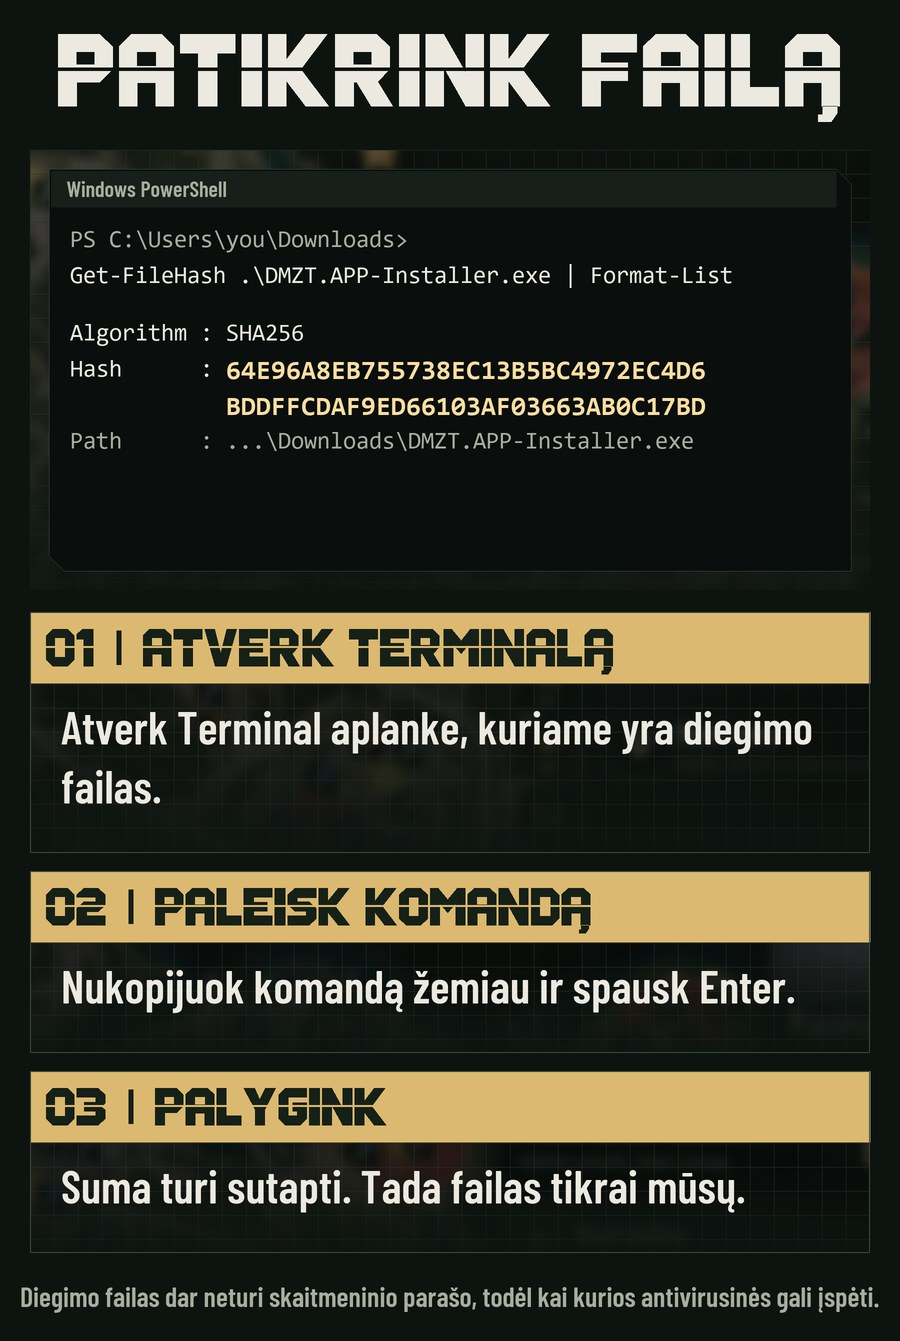 PATIKRINK FAILĄ
Windows PowerShell
PS C:\Users\you\Downloads>
Get-FileHash .\DMZT.APP-Installer.exe | Format-List
Algorithm : SHA256
Hash : 64E96A8EB755738EC13B5BC4972EC4D6
BDDFFCDAF9ED66103AF03663AB0C17BD
Path : ...\Downloads\DMZT.APP-Installer.exe
01 | ATVERK TERMINALĄ
Atverk Terminal aplanke, kuriame yra diegimo
failas.
02 | PALEISK KOMANDĄ
Nukopijuok komandą žemiau ir spausk Enter.
03 | PALYGINK
Suma turi sutapti. Tada failas tikrai mūsų.
Diegimo failas dar neturi skaitmeninio parašo, todėl kai kurios antivirusinės gali įspėti.